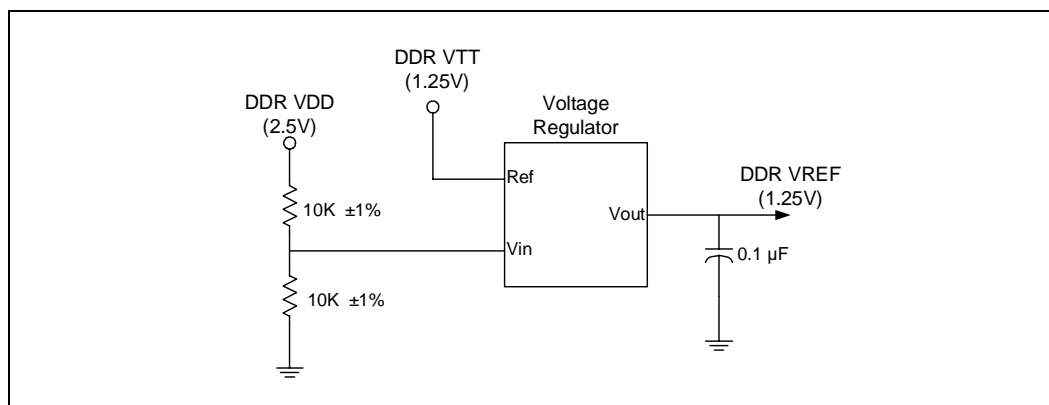 DDR VTT
(1.25V)
DDR VDD
(2.5V)
Voltage
Regulator
Ref
DDR VREF
(1.25V)
10K ±1%
Vout
Vin
0.1 µF
10K ±1%